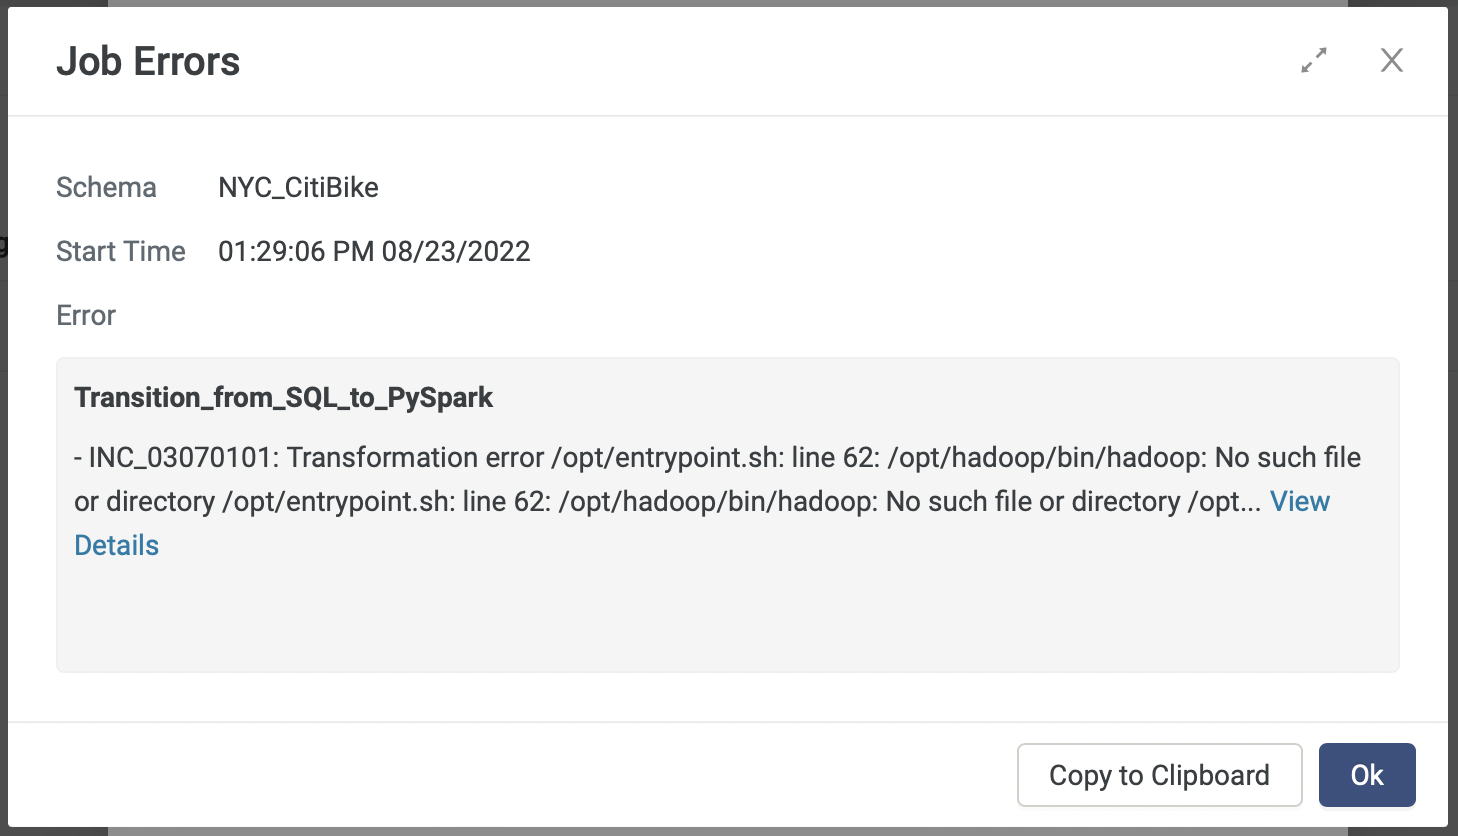 Job Errors
Schema NYC_CitiBike
Start Time 01:29:06 PM 08/23/2022
Error
Transition_from_SQL_to_PySpark
- INC_03070101: Transformation error /opt/entrypoint.sh: line 62: /opt/hadoop/bin/hadoop: No such file
or directory /opt/entrypoint.sh: line 62: /opt/hadoop/bin/hadoop: No such file or directory /opt... View
Details
Copy to Clipboard Ok